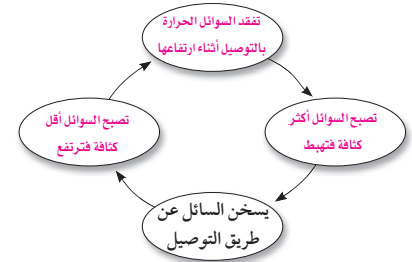 تفقد السوائل الحرارة
بالتوصيل أثناء ارتفاعها
تصبح السوائل أكثر
كثافة فتهبط
يسخن السائل عن
طريق التوصيل
تصبح السوائل أقل
كثافة فترتفع